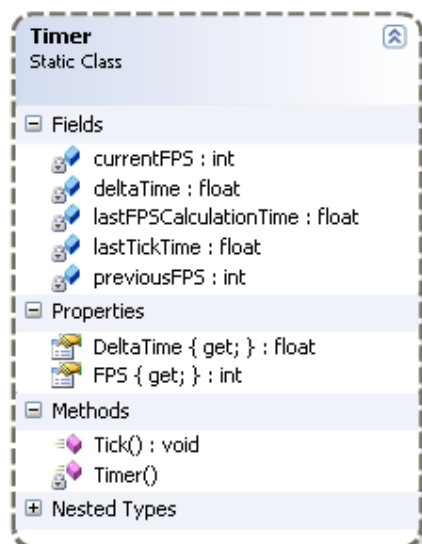 Timer
Static Class
Fields
currentFPS : int
deltaTime : float
lastFPSCalculationTime : float
lastTickTime : float
previousFPS : int
Properties
DeltaTime { get; } : float
FPS { get; } : int
Methods
Tick() : void
Timer()
Nested Types